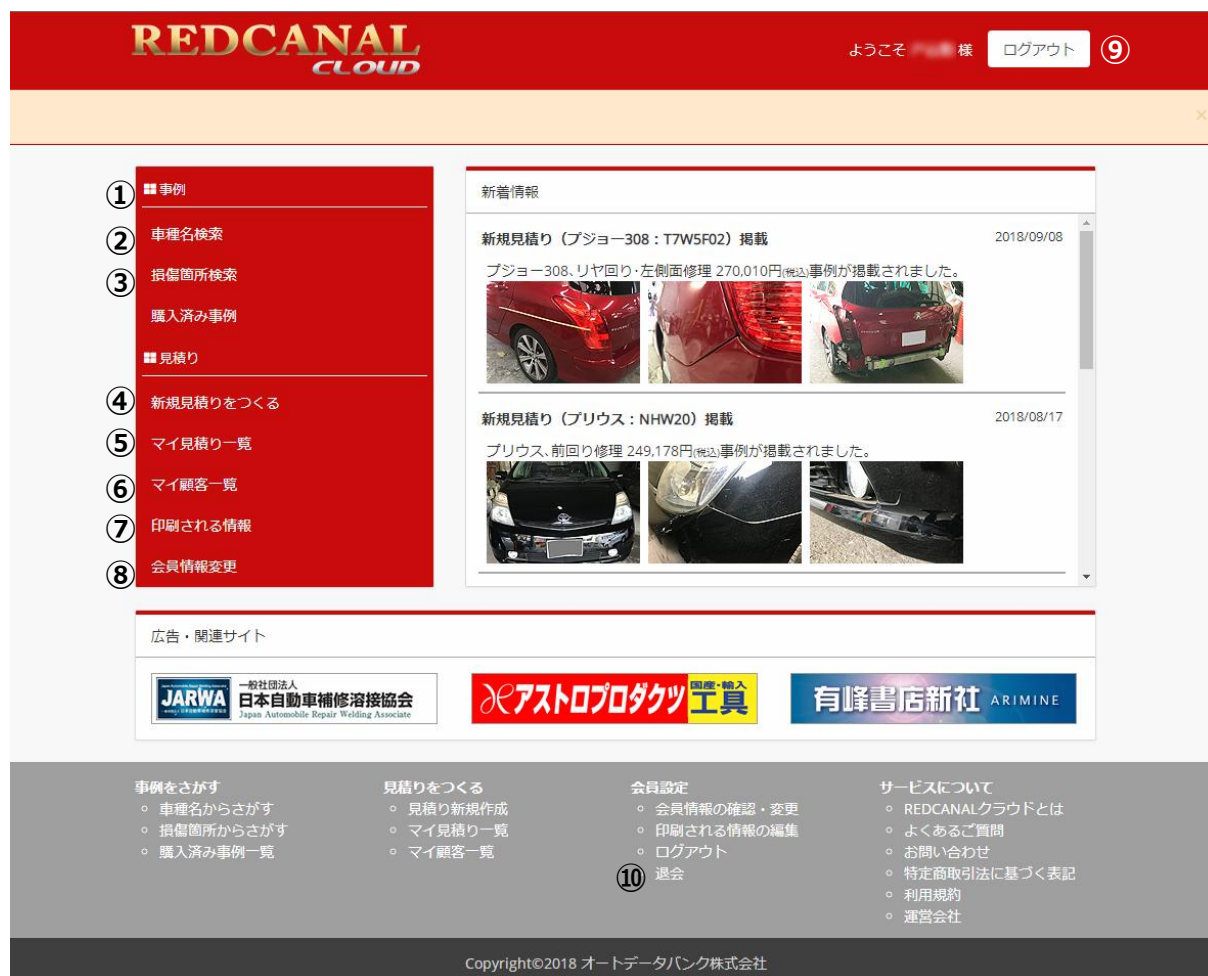 REDCANAL
CLOUD
ようこそ 様 ログアウト ⑨
×
① 事例
② 車種名検索
③ 損傷箇所検索
購入済み事例
見積り
④ 新規見積りをつくる
⑤ マイ見積り一覧
⑥ マイ顧客一覧
⑦ 印刷される情報
⑧ 会員情報変更
新着情報
新規見積り（プジョー308：T7W5F02）掲載 2018/09/08
プジョー308、リヤ回り・左側面修理 270,010円(税込)事例が掲載されました。
新規見積り（プリウス：NHW20）掲載 2018/08/17
プリウス、前回り修理 249,178円(税込)事例が掲載されました。
広告・関連サイト
JARWA
一般社団法人
日本自動車補修溶接協会
Japan Automobile Repair Welding Associate
アストロプロダクツ 国産・輸入 工具
有峰書店新社 ARIMINE
事例をさがす
車種名からさがす
損傷箇所からさがす
購入済み事例一覧
見積りをつくる
見積り新規作成
マイ見積り一覧
マイ顧客一覧
会員設定
会員情報の確認・変更
印刷される情報の編集
ログアウト
⑩ 退会
サービスについて
REDCANALクラウドとは
よくあるご質問
お問い合わせ
特定商取引法に基づく表記
利用規約
運営会社
Copyright©2018 オートデータバンク株式会社